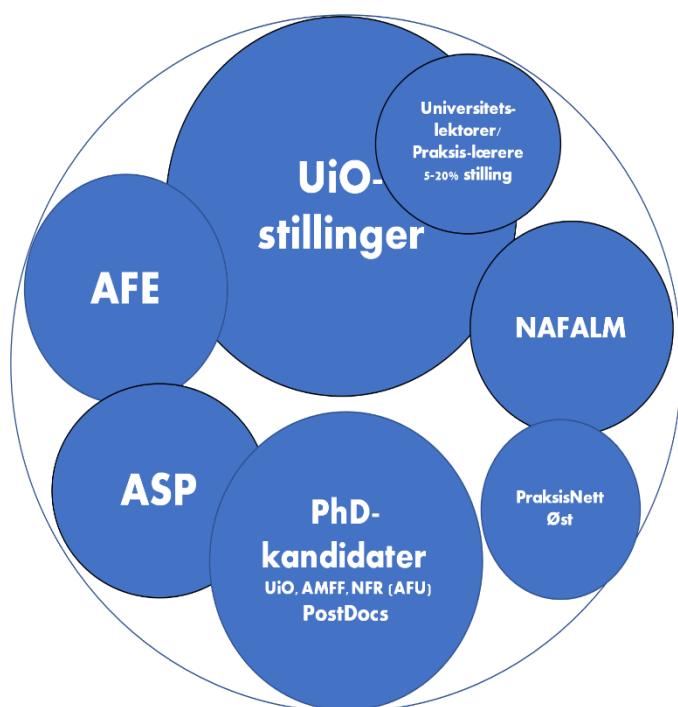 Universitets-
lektorer/
Praksis-lærere
5-20% stilling
UiO-
stillinger
AFE
NAFALM
ASP
PhD-
kandidater
UiO, AMFF, NFR (AFU)
PostDocs
PraksisNett
Øst